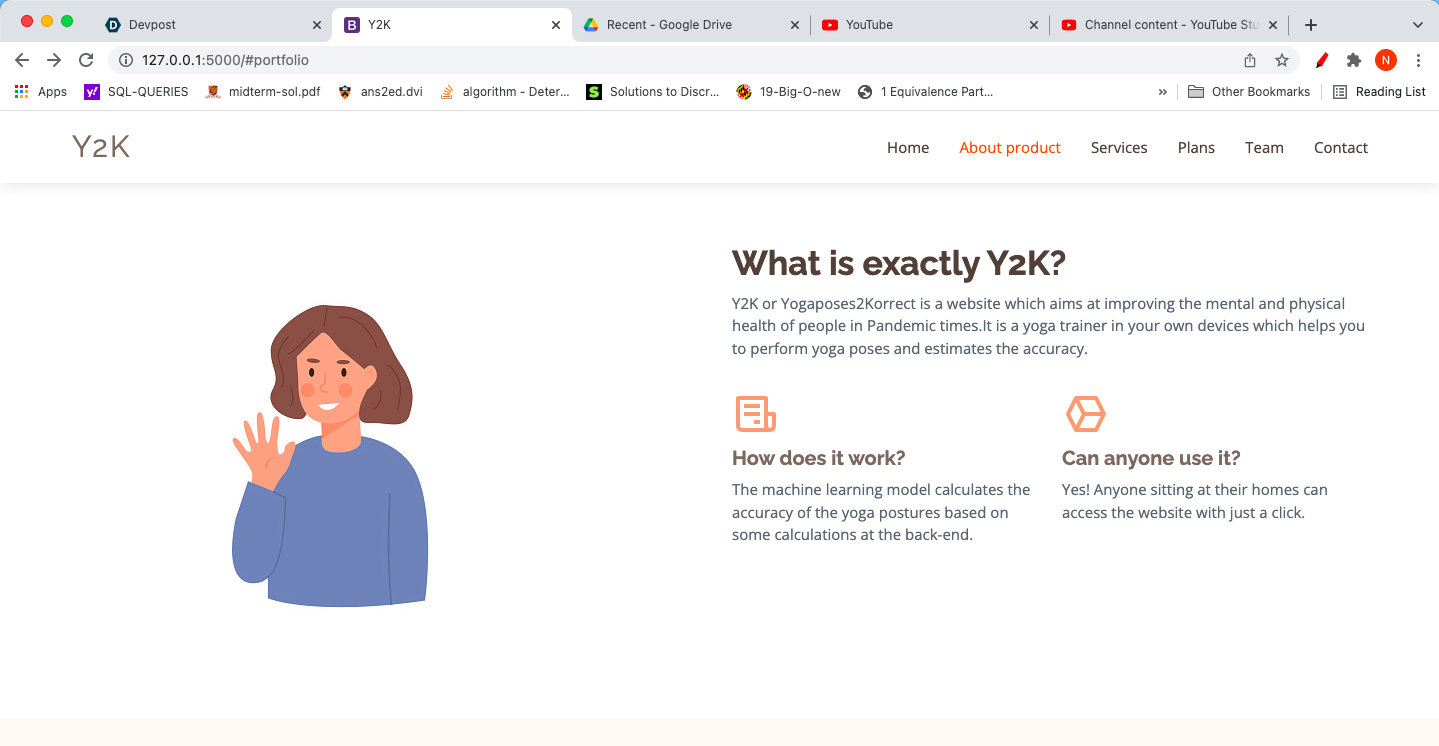 Devpost
Y2K
Recent - Google Drive
YouTube
Channel content - YouTube Stu
127.0.0.1:5000/#portfolio
N
Apps
SQL-QUERIES
midterm-sol.pdf
ans2ed.dvi
algorithm - Deter...
Solutions to Discr...
19-Big-O-new
1 Equivalence Part...
»
Other Bookmarks
Reading List
Y2K
Home
About product
Services
Plans
Team
Contact
What is exactly Y2K?
Y2K or Yogaposes2Korrect is a website which aims at improving the mental and physical
health of people in Pandemic times.It is a yoga trainer in your own devices which helps you
to perform yoga poses and estimates the accuracy.
How does it work?
The machine learning model calculates the
accuracy of the yoga postures based on
some calculations at the back-end.
Can anyone use it?
Yes! Anyone sitting at their homes can
access the website with just a click.